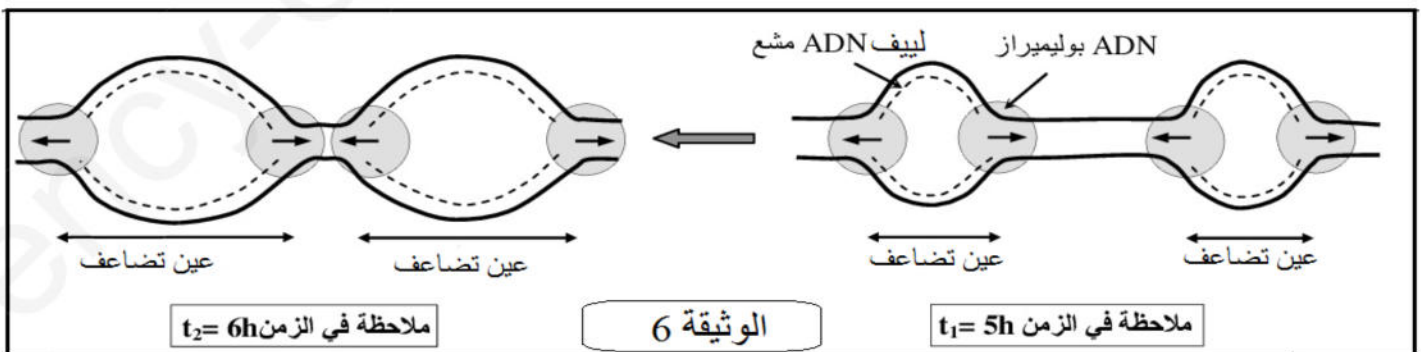 ADN بوليميراز
لييف ADN مشع
عين تضاعف
عين تضاعف
عين تضاعف
عين تضاعف
ملاحظة في الزمن t₁= 5h
الوثيقة 6
ملاحظة في الزمن t₂= 6h